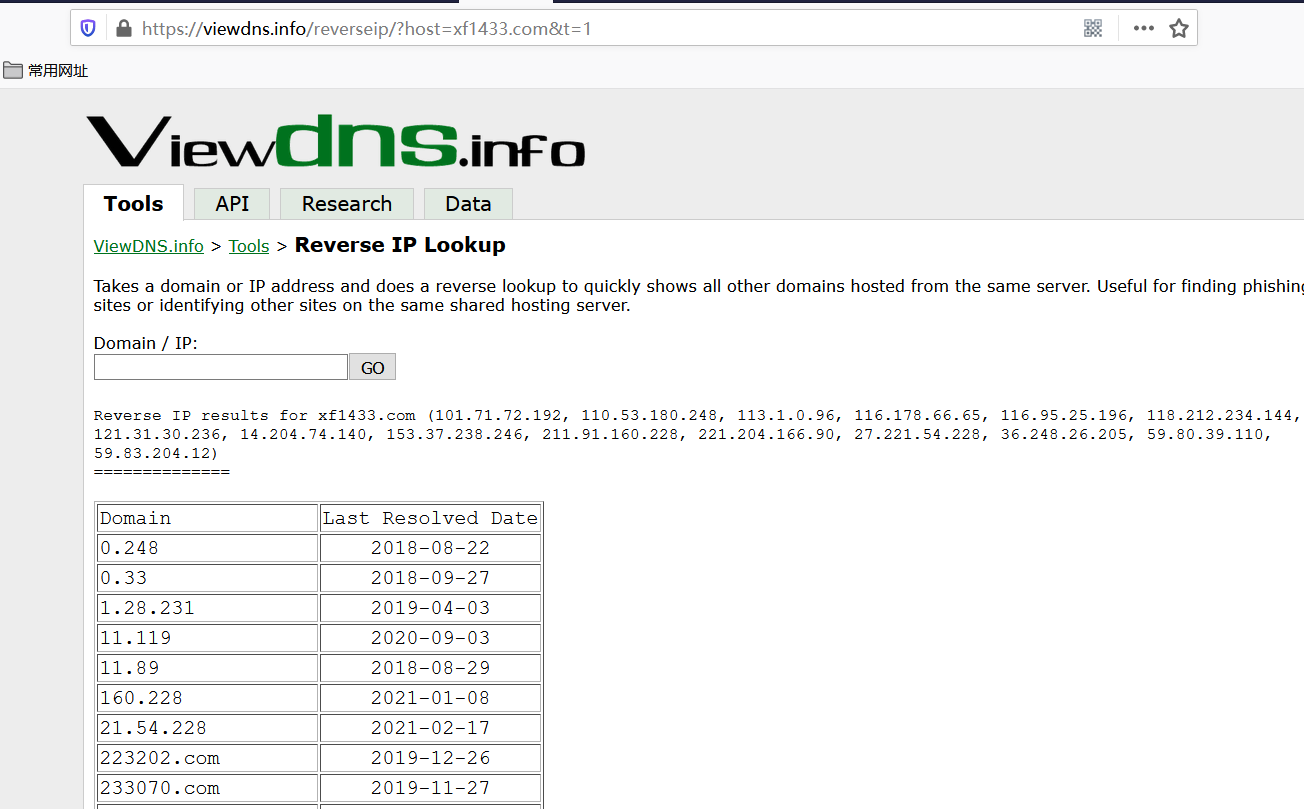 https://viewdns.info/reverseip/?host=xf1433.com&t=1
常用网址
Viewdns.info
Tools API Research Data
ViewDNS.info > Tools > Reverse IP Lookup
Takes a domain or IP address and does a reverse lookup to quickly shows all other domains hosted from the same server. Useful for finding phishing
sites or identifying other sites on the same shared hosting server.
Domain / IP:
GO
Reverse IP results for xf1433.com (101.71.72.192, 110.53.180.248, 113.1.0.96, 116.178.66.65, 116.95.25.196, 118.212.234.144,
121.31.30.236, 14.204.74.140, 153.37.238.246, 211.91.160.228, 221.204.166.90, 27.221.54.228, 36.248.26.205, 59.80.39.110,
59.83.204.12)
==============
Domain Last Resolved Date
0.248 2018-08-22
0.33 2018-09-27
1.28.231 2019-04-03
11.119 2020-09-03
11.89 2018-08-29
160.228 2021-01-08
21.54.228 2021-02-17
223202.com 2019-12-26
233070.com 2019-11-27